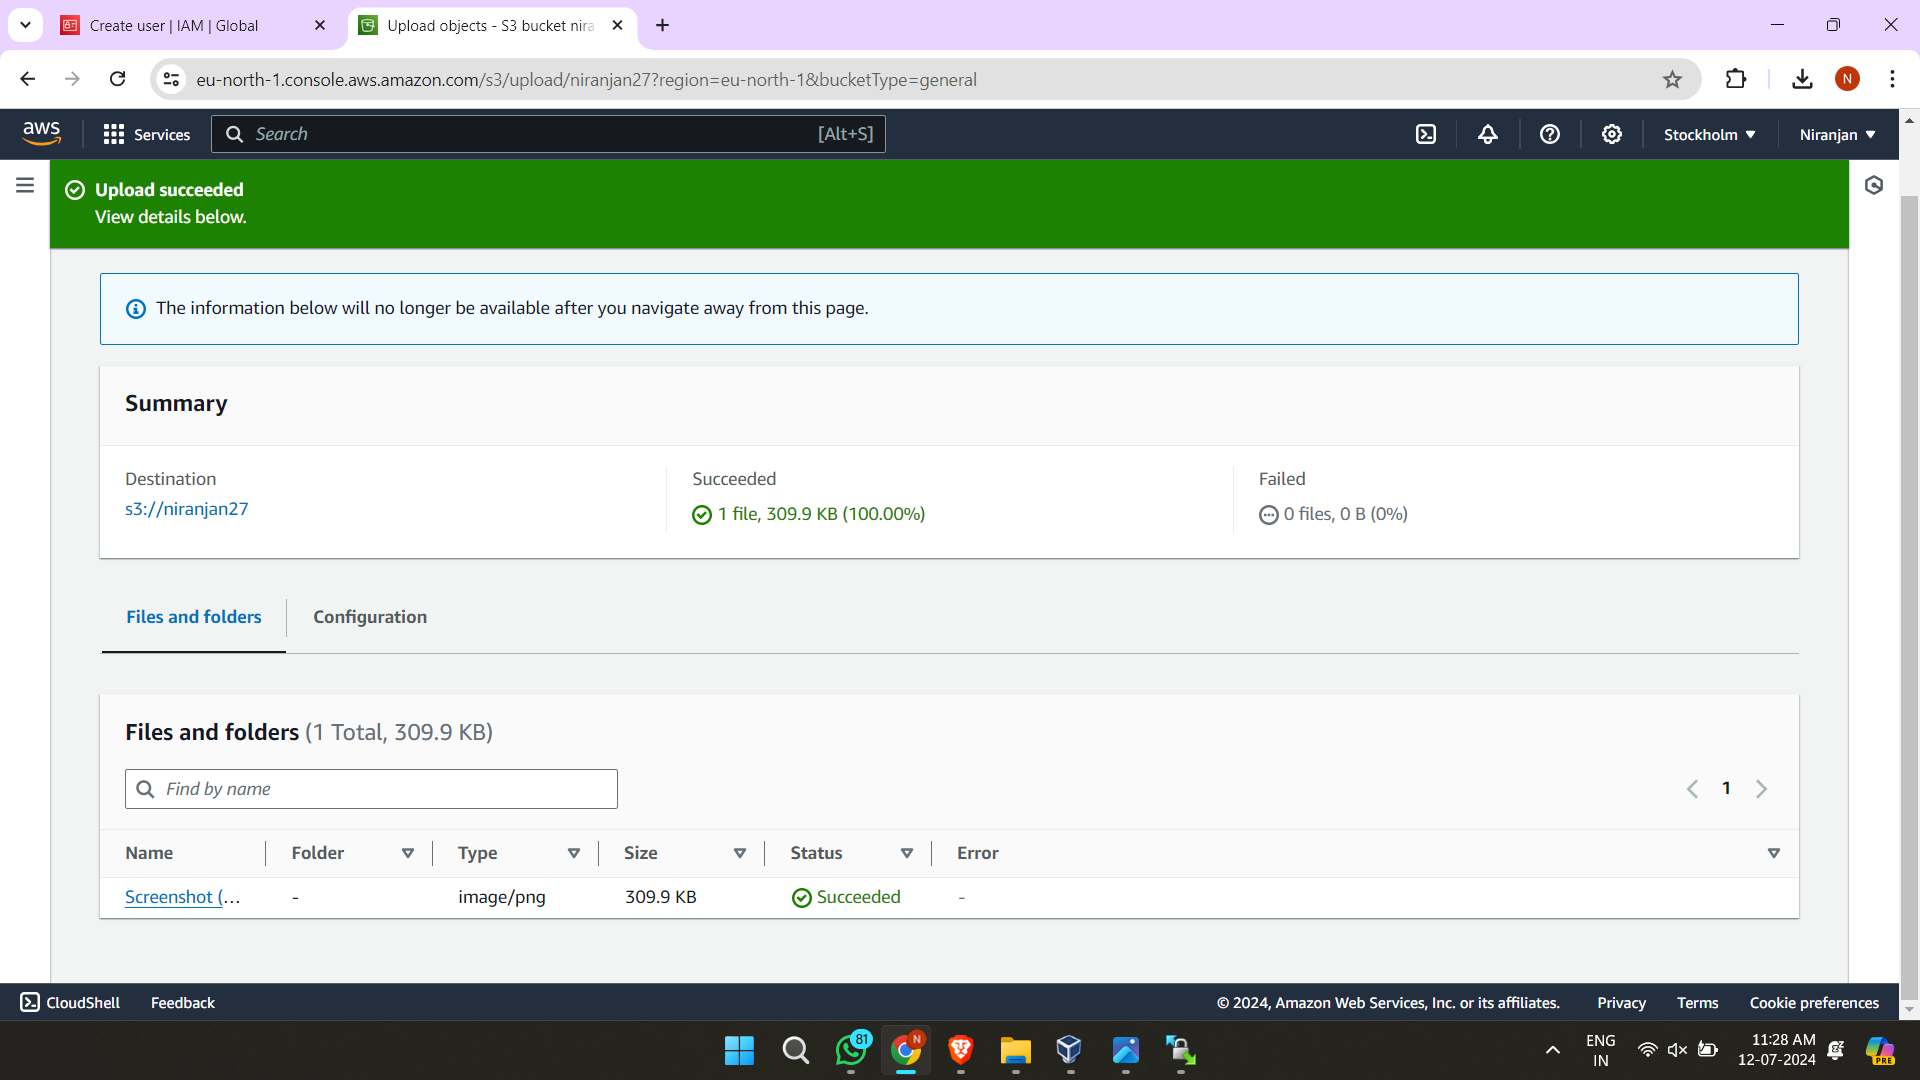 Create user | IAM | Global
Upload objects - S3 bucket nira
eu-north-1.console.aws.amazon.com/s3/upload/niranjan27?region=eu-north-1&bucketType=general
N
aws
Services
Search
[Alt+S]
Stockholm
Niranjan
Upload succeeded
View details below.
The information below will no longer be available after you navigate away from this page.
Summary
Destination
s3://niranjan27
Succeeded
1 file, 309.9 KB (100.00%)
Failed
0 files, 0 B (0%)
Files and folders
Configuration
Files and folders (1 Total, 309.9 KB)
Find by name
1
Name
Folder
Type
Size
Status
Error
Screenshot (...
-
image/png
309.9 KB
Succeeded
-
CloudShell
Feedback
© 2024, Amazon Web Services, Inc. or its affiliates.
Privacy
Terms
Cookie preferences
81
N
ENG
IN
11:28 AM
12-07-2024
PRE